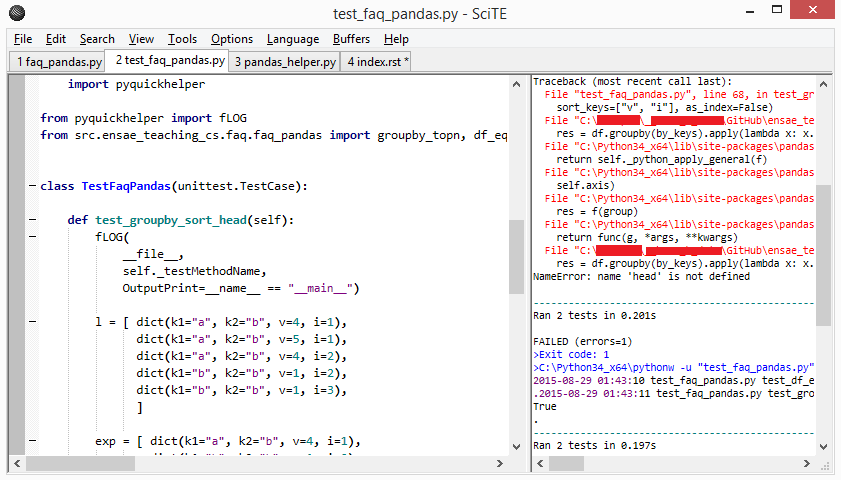 test_faq_pandas.py - SciTE
File Edit Search View Tools Options Language Buffers Help
1 faq_pandas.py 2 test_faq_pandas.py 3 pandas_helper.py 4 index.rst *
import pyquickhelper
from pyquickhelper import fLOG
from src.ensae_teaching_cs.faq.faq_pandas import groupby_topn, df_eq
class TestFaqPandas(unittest.TestCase):
def test_groupby_sort_head(self):
fLOG(
__file__,
self._testMethodName,
OutputPrint=__name__ == "__main__")
l = [ dict(k1="a", k2="b", v=4, i=1),
dict(k1="a", k2="b", v=5, i=1),
dict(k1="a", k2="b", v=4, i=2),
dict(k1="b", k2="b", v=1, i=2),
dict(k1="b", k2="b", v=1, i=3),
]
exp = [ dict(k1="a", k2="b", v=4, i=1),
Traceback (most recent call last):
File "test_faq_pandas.py", line 68, in test_gr
sort_keys=["v", "i"], as_index=False)
File "C:\ \GitHub\ensae_te
res = df.groupby(by_keys).apply(lambda x: x.
File "C:\Python34_x64\lib\site-packages\pandas
return self._python_apply_general(f)
File "C:\Python34_x64\lib\site-packages\pandas
self.axis)
File "C:\Python34_x64\lib\site-packages\pandas
res = f(group)
File "C:\Python34_x64\lib\site-packages\pandas
return func(g, *args, **kwargs)
File "C:\ \GitHub\ensae_te
res = df.groupby(by_keys).apply(lambda x: x.
NameError: name 'head' is not defined
----------------------------------------------
Ran 2 tests in 0.201s
FAILED (errors=1)
>Exit code: 1
>C:\Python34_x64\pythonw -u "test_faq_pandas.py"
2015-08-29 01:43:10 test_faq_pandas.py test_df_e
.2015-08-29 01:43:11 test_faq_pandas.py test_gro
True
.
----------------------------------------------
Ran 2 tests in 0.197s